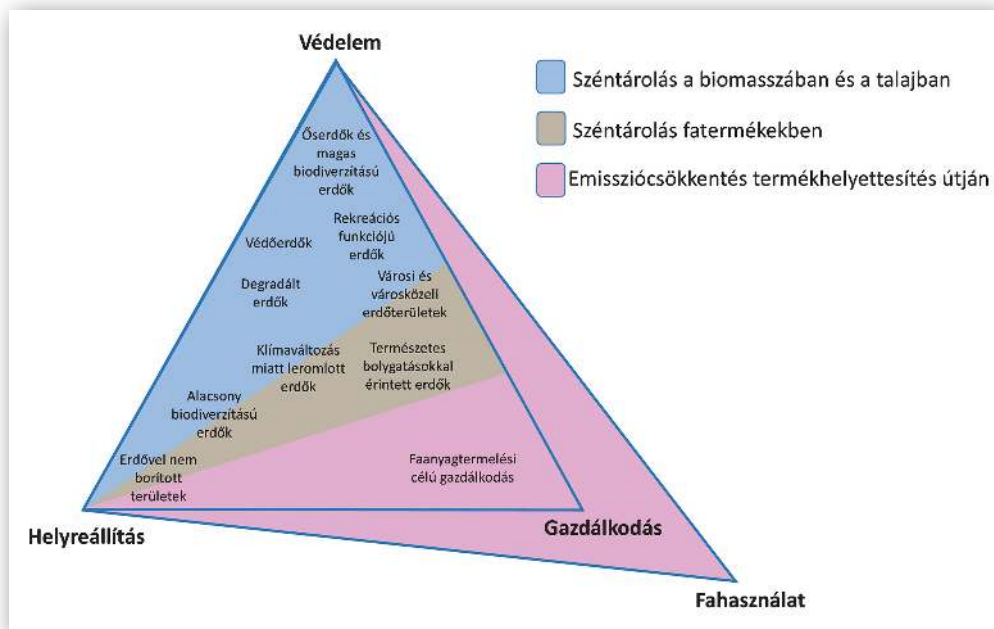 Védelem
Széntárolás a biomasszában és a talajban
Széntárolás fatermékekben
Emissziócsökkentés termékhelyettesítés útján
Őserdők és
magas
biodiverzitású
erdők
Rekreációs
funkciójú
erdők
Védőerdők
Degradált
erdők
Városi és
városközeli
erdőterületek
Klímaváltozás
miatt leromlott
erdők
Természetes
bolygatásokkal
érintett erdők
Alacsony
biodiverzitású
erdők
Erdővel nem
borított
területek
Faanyagtermelési
célú gazdálkodás
Helyreállítás
Gazdálkodás
Fahasználat